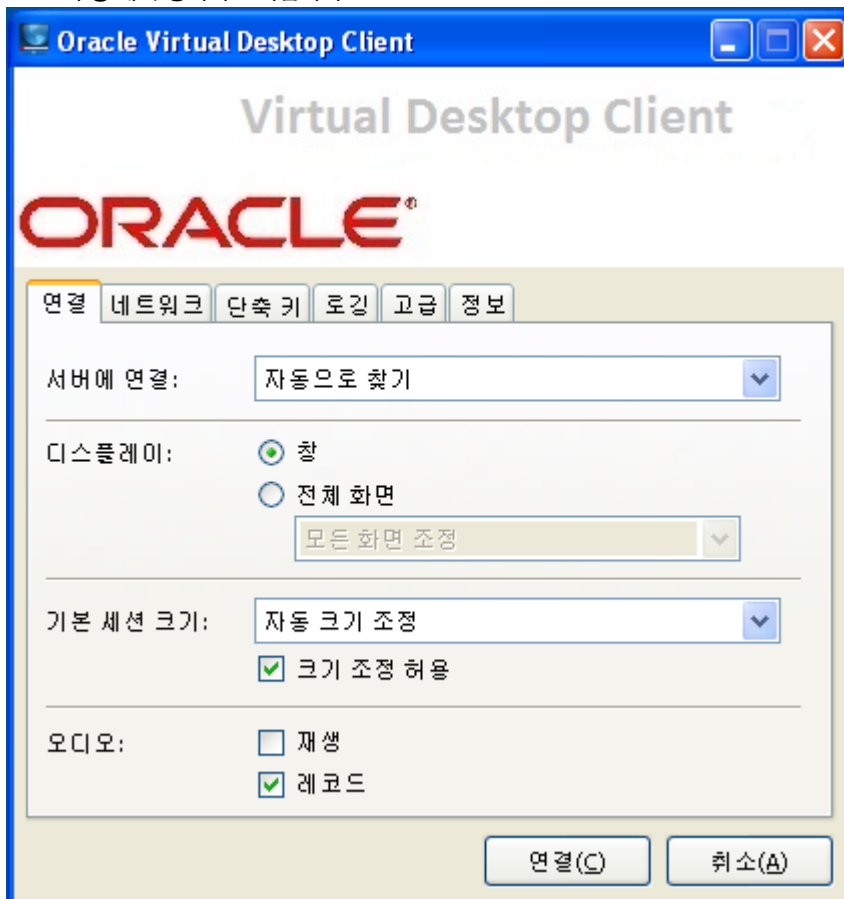 Oracle Virtual Desktop Client
Virtual Desktop Client
ORACLE®
연결 네트워크 단축 키 로깅 고급 정보
서버에 연결: 자동으로 찾기
디스플레이: 창
전체 화면
모든 화면 조정
기본 세션 크기: 자동 크기 조정
크기 조정 허용
오디오: 재생
레코드
연결(C) 취소(A)